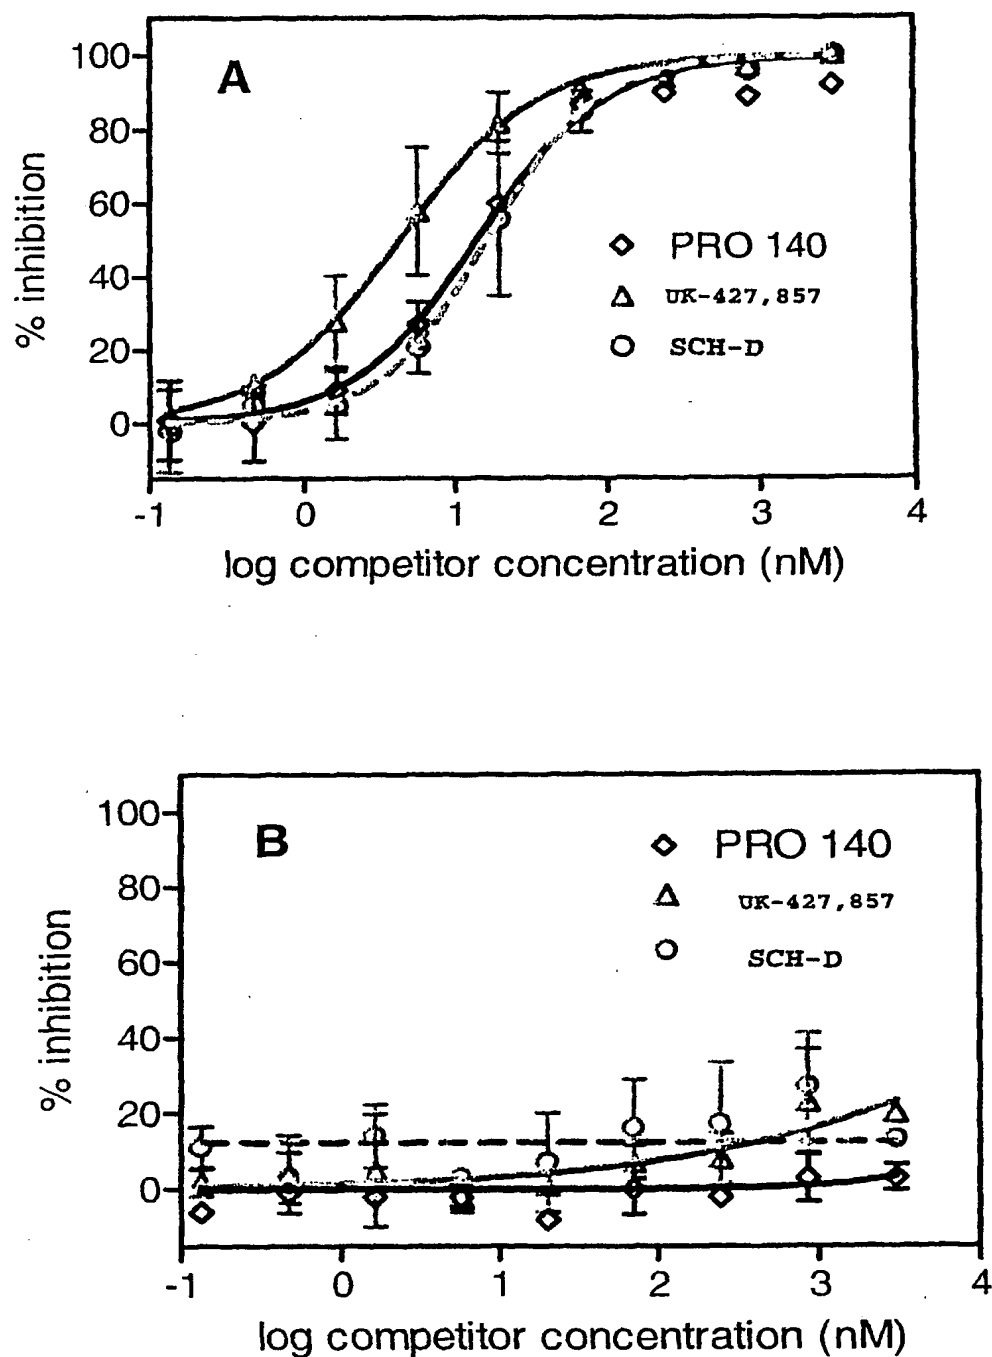 A
100
80
60
40
20
0
% inhibition
PRO 140
UK-427,857
SCH-D
-1 0 1 2 3 4
log competitor concentration (nM)
B
100
80
60
40
20
0
% inhibition
PRO 140
UK-427,857
SCH-D
-1 0 1 2 3 4
log competitor concentration (nM)